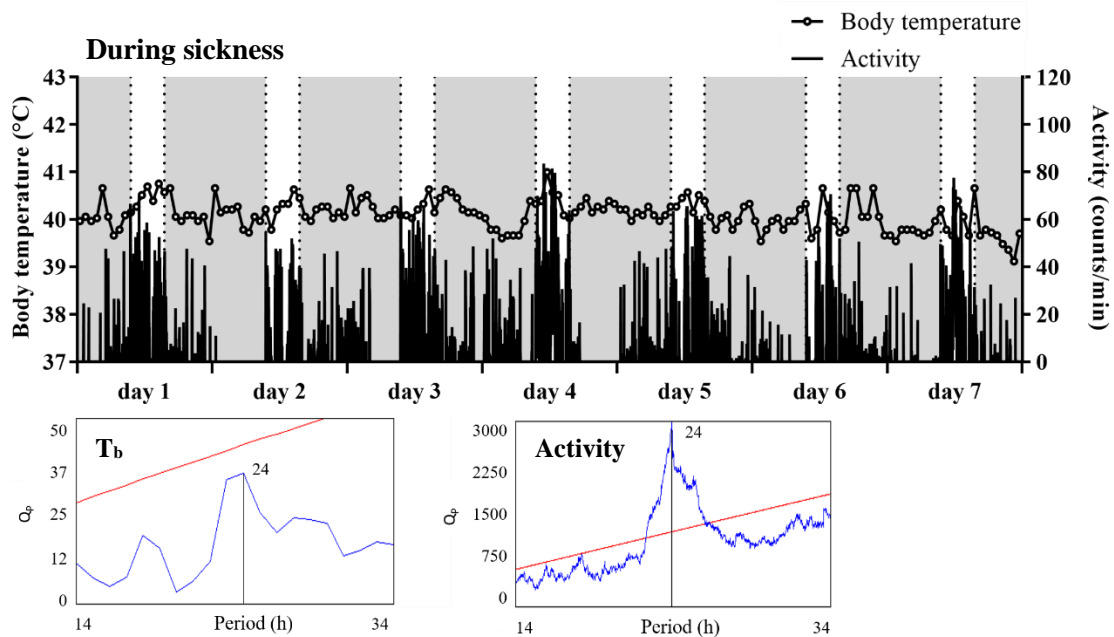 Body temperature
Activity
During sickness
Body temperature (°C)
43
42
41
40
39
38
37
120
100
80
60
40
20
0
Activity (counts/min)
day 1
day 2
day 3
day 4
day 5
day 6
day 7
Tb
24
50
37
25
12
0
Qp
14
Period (h)
34
Activity
24
3000
2250
1500
750
0
Qp
14
Period (h)
34